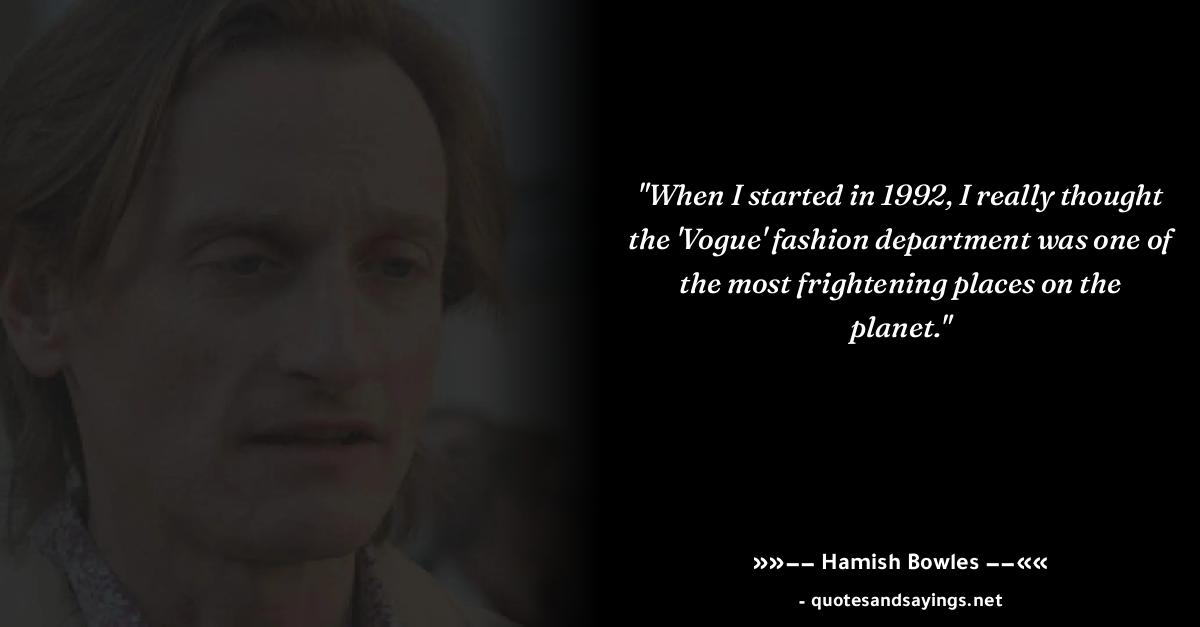 "When I started in 1992, I really thought
the 'Vogue' fashion department was one of
the most frightening places on the
planet."
»»−− Hamish Bowles −−««
- quotesandsayings.net